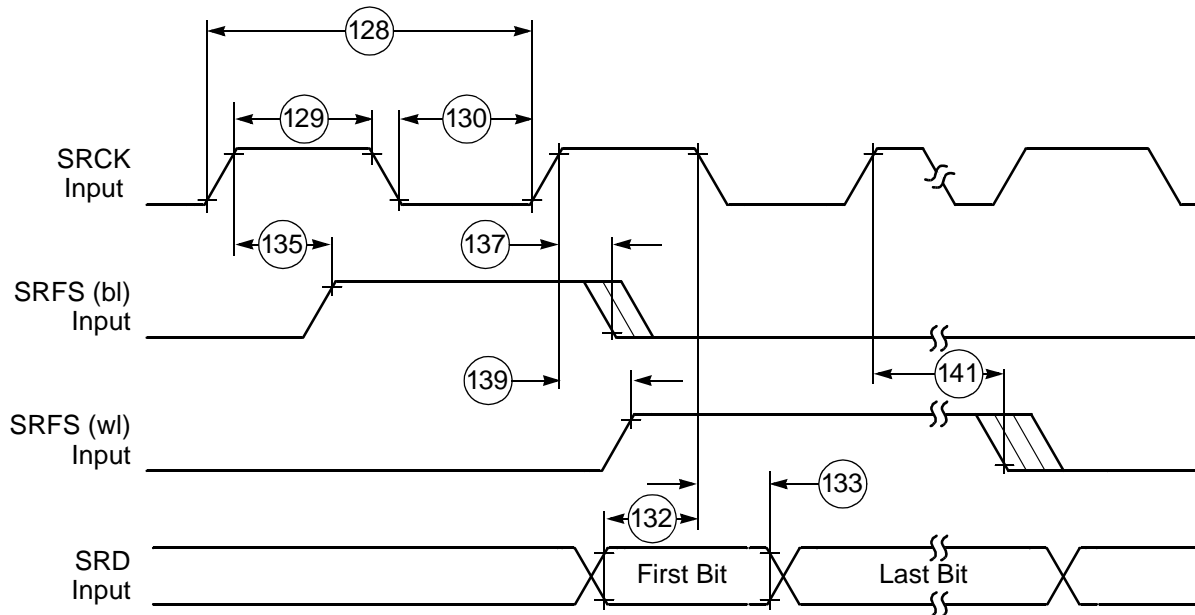 128
129
130
SRCK
Input
135
137
SRFS (bl)
Input
139
141
SRFS (wl)
Input
133
132
SRD
Input
First Bit
Last Bit